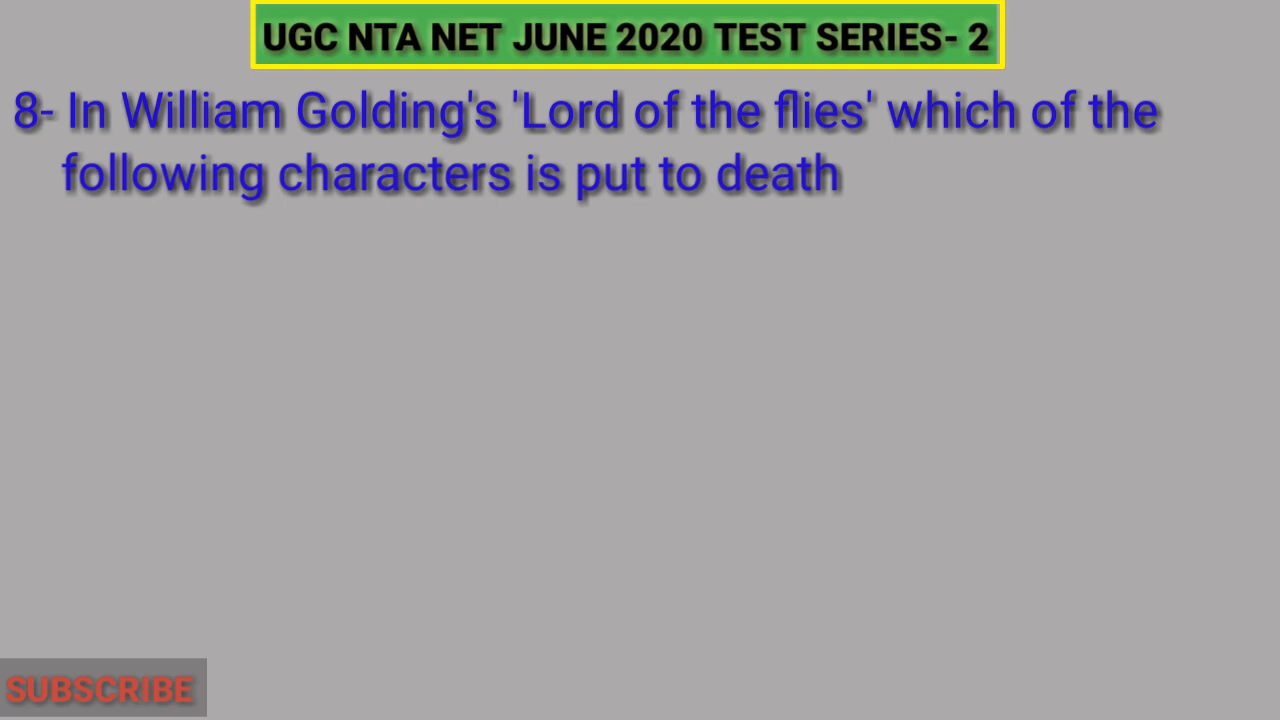 UGC NTA NET JUNE 2020 TEST SERIES- 2
8- In William Golding's 'Lord of the flies' which of the
following characters is put to death
SUBSCRIBE